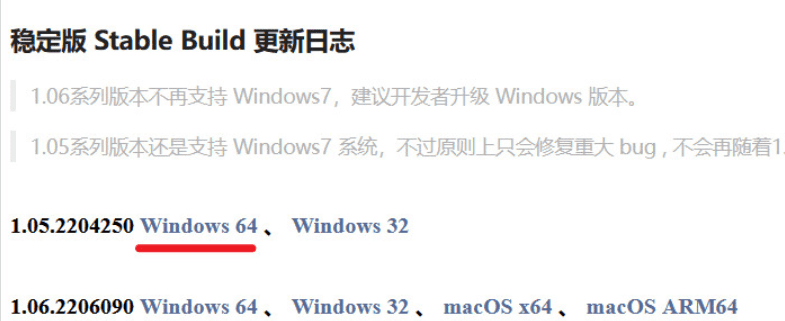 稳定版 Stable Build 更新日志
1.06系列版本不再支持 Windows7，建议开发者升级 Windows 版本。
1.05系列版本还是支持 Windows7 系统，不过原则上只会修复重大 bug , 不会再随着1.
1.05.2204250 Windows 64 、 Windows 32
1.06.2206090 Windows 64 、 Windows 32 、 macOS x64 、 macOS ARM64